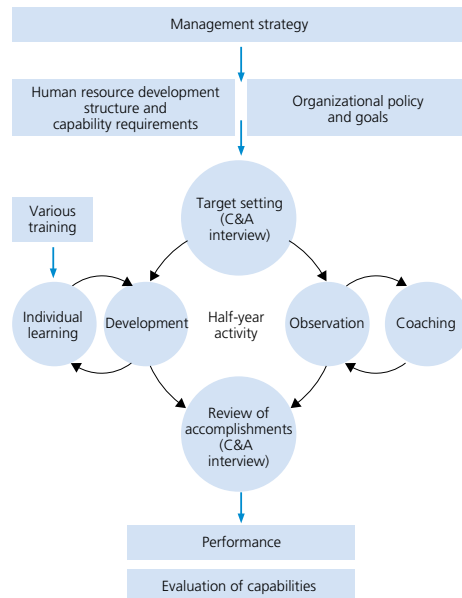 Management strategy
Human resource development
structure and
capability requirements
Organizational policy
and goals
Target setting
(C&A
interview)
Various
training
Individual
learning
Development
Half-year
activity
Observation
Coaching
Review of
accomplishments
(C&A
interview)
Performance
Evaluation of capabilities